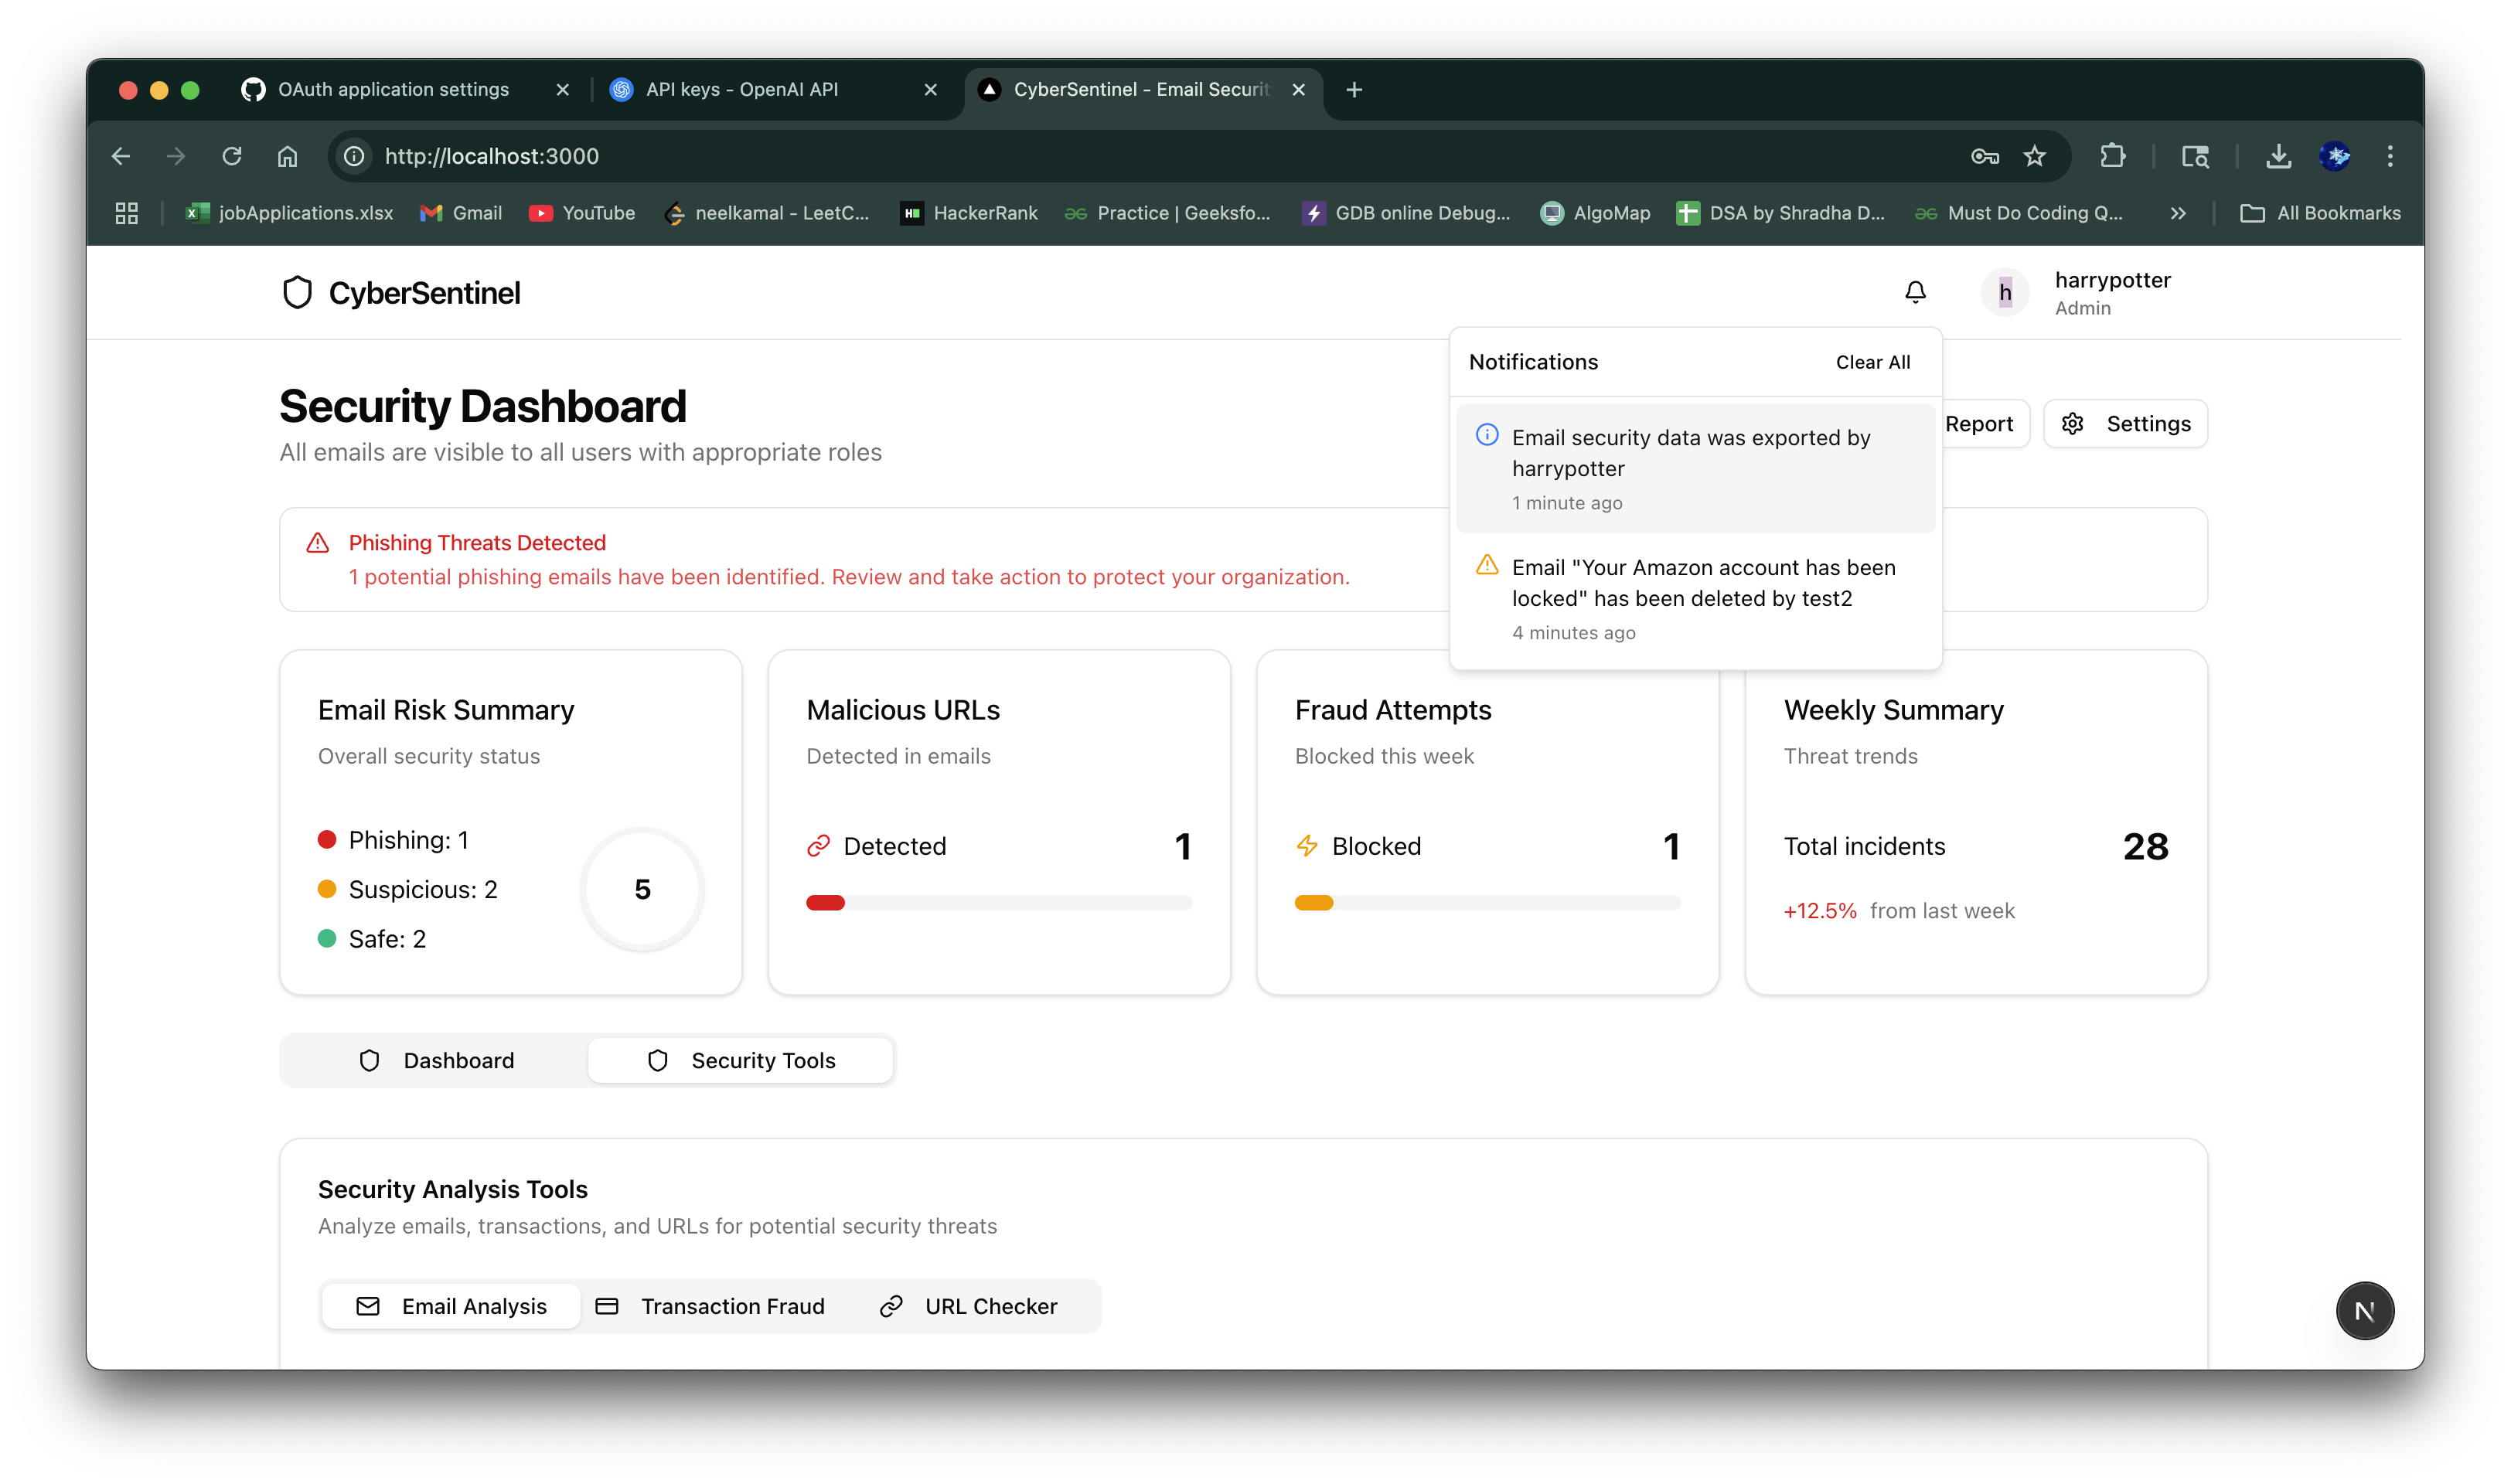 OAuth application settings
API keys - OpenAI API
CyberSentinel - Email Securit
http://localhost:3000
jobApplications.xlsx
Gmail
YouTube
neelkamal - LeetC...
HackerRank
Practice | Geeksfo...
GDB online Debug...
AlgoMap
DSA by Shradha D...
Must Do Coding Q...
All Bookmarks
CyberSentinel
h
harrypotter
Admin
Notifications
Clear All
Email security data was exported by
harrypotter
1 minute ago
Email "Your Amazon account has been
locked" has been deleted by test2
4 minutes ago
Security Dashboard
All emails are visible to all users with appropriate roles
Report
Settings
Phishing Threats Detected
1 potential phishing emails have been identified. Review and take action to protect your organization.
Email Risk Summary
Overall security status
Phishing: 1
Suspicious: 2
Safe: 2
5
Malicious URLs
Detected in emails
Detected
1
Fraud Attempts
Blocked this week
Blocked
1
Weekly Summary
Threat trends
Total incidents
28
+12.5% from last week
Dashboard
Security Tools
Security Analysis Tools
Analyze emails, transactions, and URLs for potential security threats
Email Analysis
Transaction Fraud
URL Checker
N